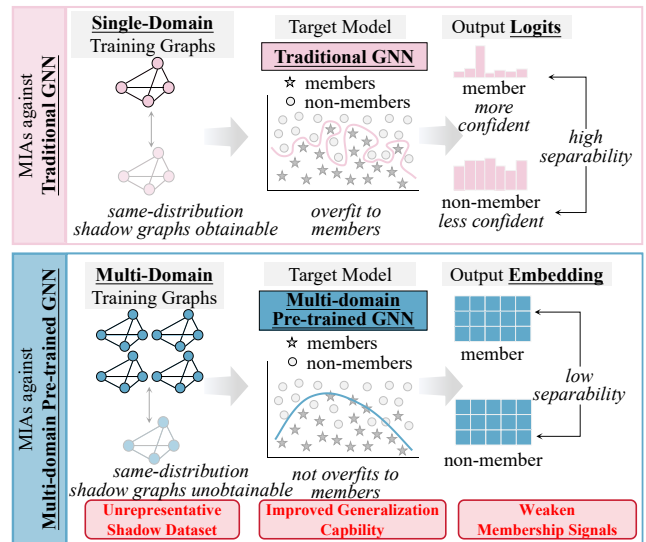 MIAs against
Traditional GNN
Single-Domain
Training Graphs
same-distribution
shadow graphs obtainable
Target Model
Traditional GNN
members
non-members
overfit to
members
Output Logits
member
more
confident
non-member
less confident
high
separability
MIAs against
Multi-domain Pre-trained GNN
Multi-Domain
Training Graphs
same-distribution
shadow graphs unobtainable
Unrepresentative
Shadow Dataset
Target Model
Multi-domain
Pre-trained GNN
members
non-members
not overfits to
members
Improved Generalization
Capbility
Output Embedding
member
non-member
low
separability
Weaken
Membership Signals